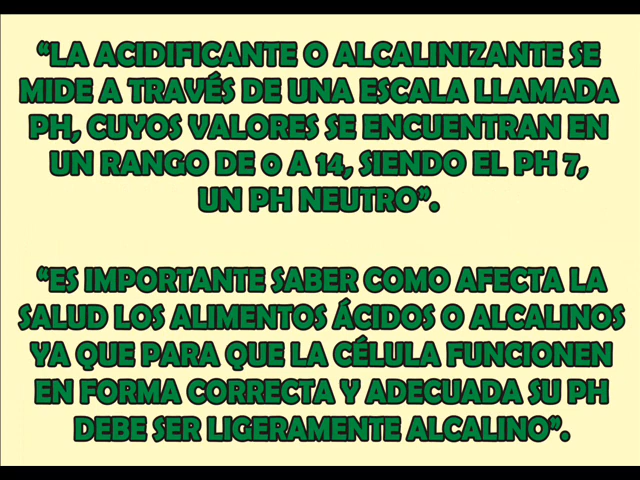 “LA ACIDIFICANTE O ALCALINIZANTE SE
MIDE A TRAVÉS DE UNA ESCALA LLAMADA
PH, CUYOS VALORES SE ENCUENTRAN EN
UN RANGO DE 0 A 14, SIENDO EL PH 7,
UN PH NEUTRO”.
“ES IMPORTANTE SABER COMO AFECTA LA
SALUD LOS ALIMENTOS ÁCIDOS O ALCALINOS
YA QUE PARA QUE LA CÉLULA FUNCIONEN
EN FORMA CORRECTA Y ADECUADA SU PH
DEBE SER LIGERAMENTE ALCALINO”.